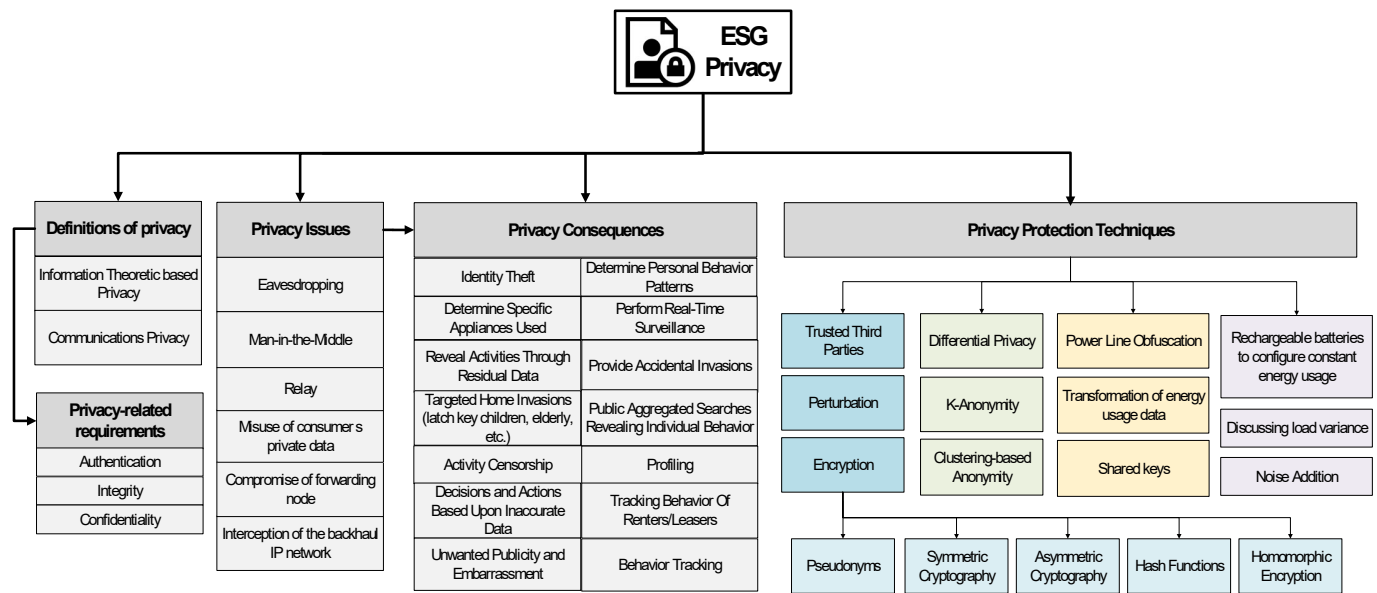 ESG
Privacy
Definitions of privacy
Information Theoretic based
Privacy
Communications Privacy
Privacy-related
requirements
Authentication
Integrity
Confidentiality
Privacy Issues
Eavesdropping
Man-in-the-Middle
Relay
Misuse of consumer s
private data
Compromise of forwarding
node
Interception of the backhaul
IP network
Privacy Consequences
Identity Theft
Determine Personal Behavior
Patterns
Determine Specific
Appliances Used
Perform Real-Time
Surveillance
Reveal Activities Through
Residual Data
Provide Accidental Invasions
Targeted Home Invasions
(latch key children, elderly,
etc.)
Public Aggregated Searches
Revealing Individual Behavior
Activity Censorship
Profiling
Decisions and Actions
Based Upon Inaccurate
Data
Tracking Behavior Of
Renters/Leasers
Unwanted Publicity and
Embarrassment
Behavior Tracking
Privacy Protection Techniques
Trusted Third
Parties
Perturbation
Encryption
Differential Privacy
K-Anonymity
Clustering-based
Anonymity
Power Line Obfuscation
Transformation of energy
usage data
Shared keys
Rechargeable batteries
to configure constant
energy usage
Discussing load variance
Noise Addition
Pseudonyms
Symmetric
Cryptography
Asymmetric
Cryptography
Hash Functions
Homomorphic
Encryption